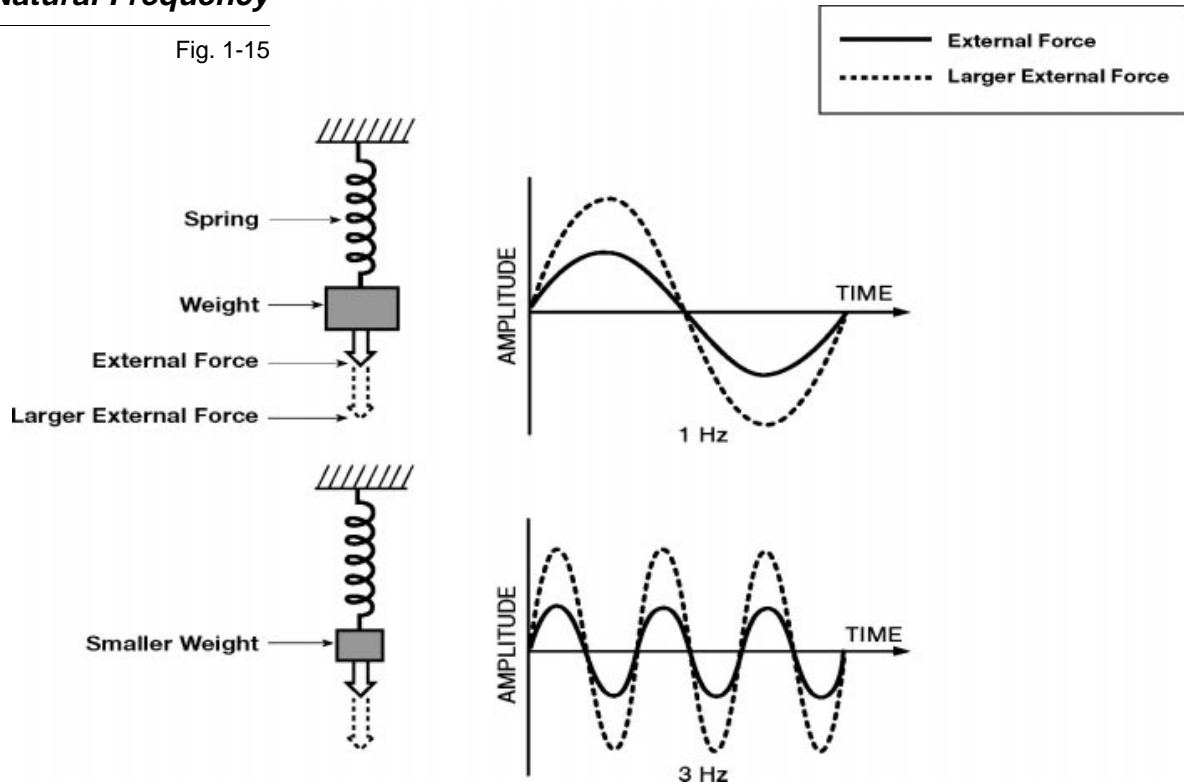 Natural Frequency
Fig. 1-15
External Force
Larger External Force
Spring
Weight
External Force
Larger External Force
AMPLITUDE
TIME
1 Hz
Smaller Weight
AMPLITUDE
TIME
3 Hz